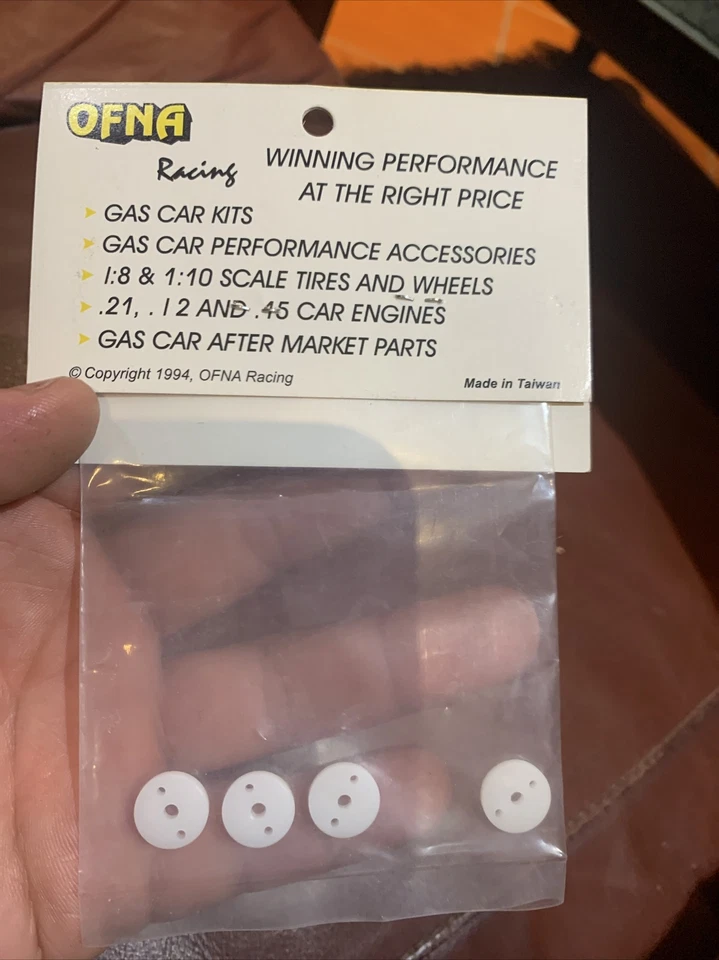 OFNA
Racing
WINNING PERFORMANCE
AT THE RIGHT PRICE
GAS CAR KITS
GAS CAR PERFORMANCE ACCESSORIES
1:8 & 1:10 SCALE TIRES AND WHEELS
.21, .12 AND .45 CAR ENGINES
GAS CAR AFTER MARKET PARTS
© Copyright 1994, OFNA Racing
Made in Taiwan